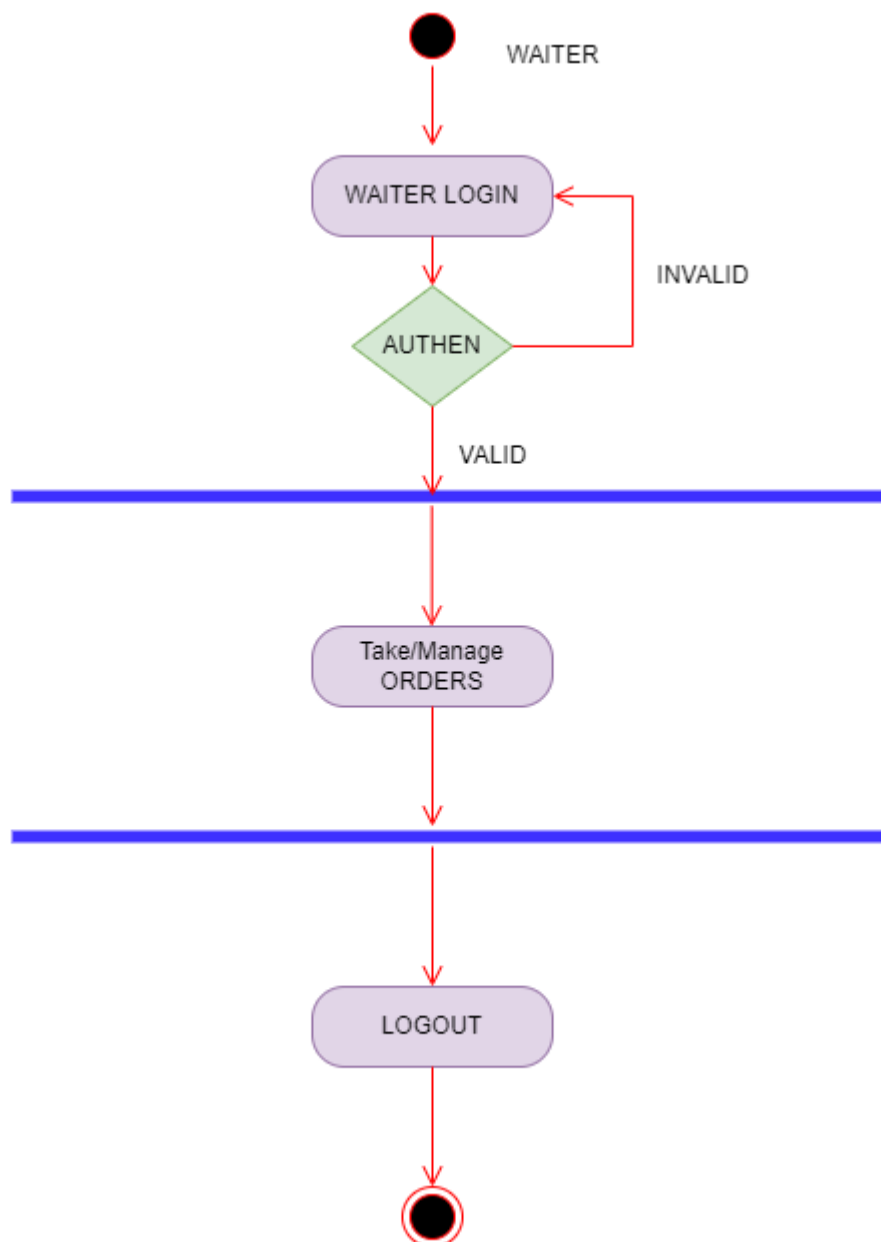 WAITER
WAITER LOGIN
INVALID
AUTHEN
VALID
Take/Manage
ORDERS
LOGOUT